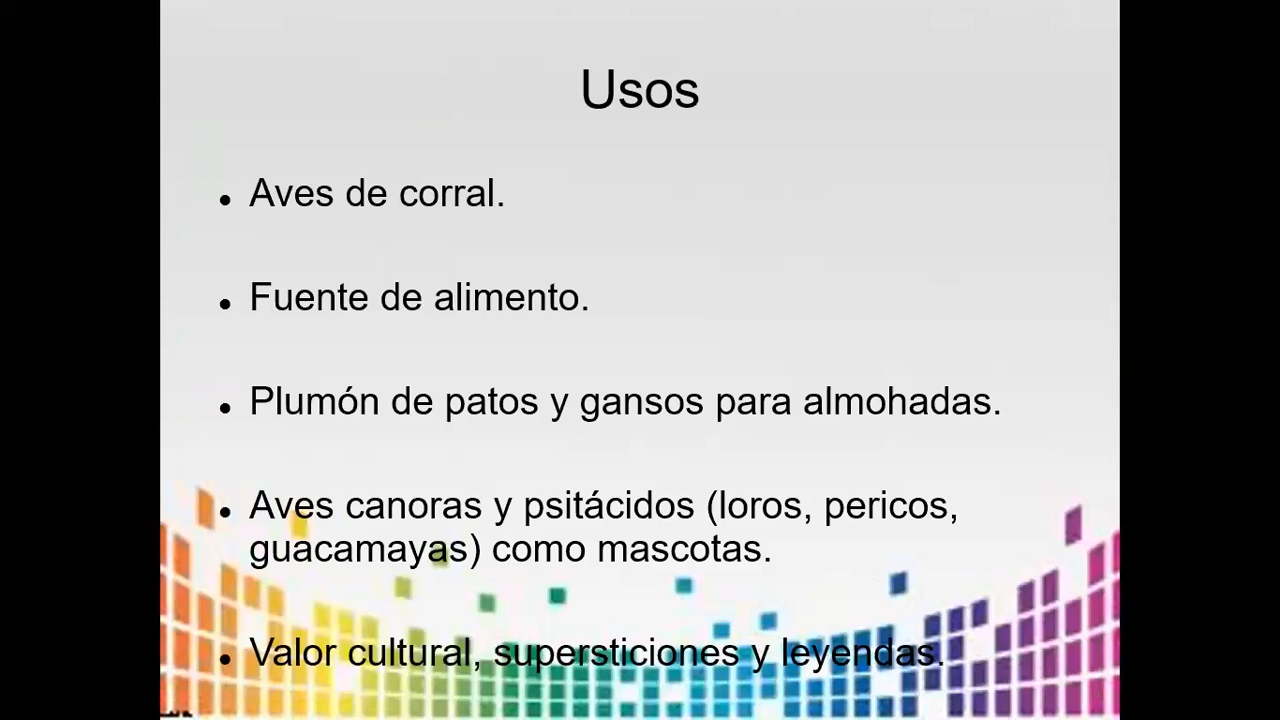 Usos
• Aves de corral.
• Fuente de alimento.
• Plumón de patos y gansos para almohadas.
• Aves canoras y psitácidos (loros, pericos,
guacamayas) como mascotas.
• Valor cultural, supersticiones y leyendas.